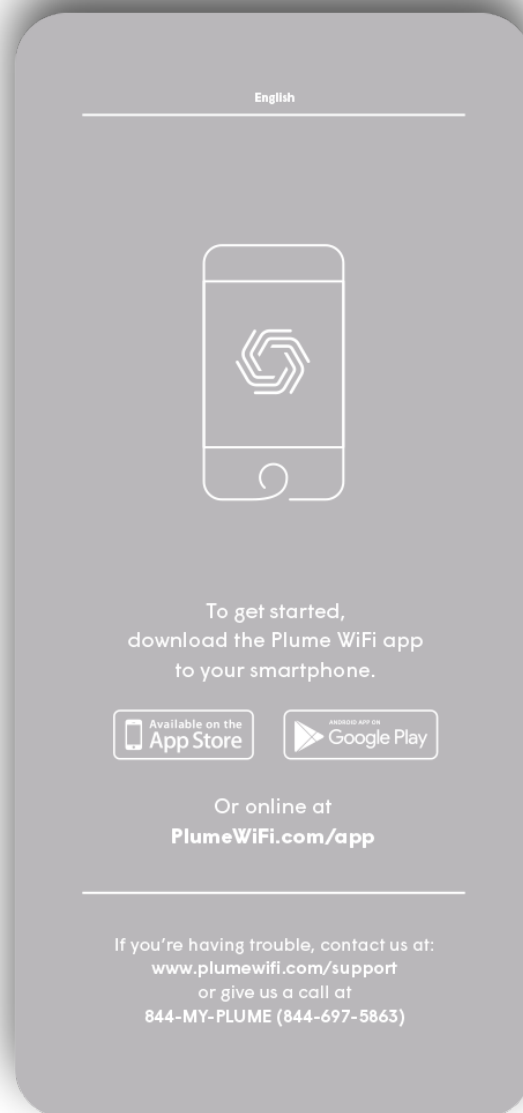 English
To get started,
download the Plume WiFi app
to your smartphone.
Available on the
App Store
ANDROID APP ON
Google Play
Or online at
PlumeWiFi.com/app
If you're having trouble, contact us at:
www.plumewifi.com/support
or give us a call at
844-MY-PLUME (844-697-5863)